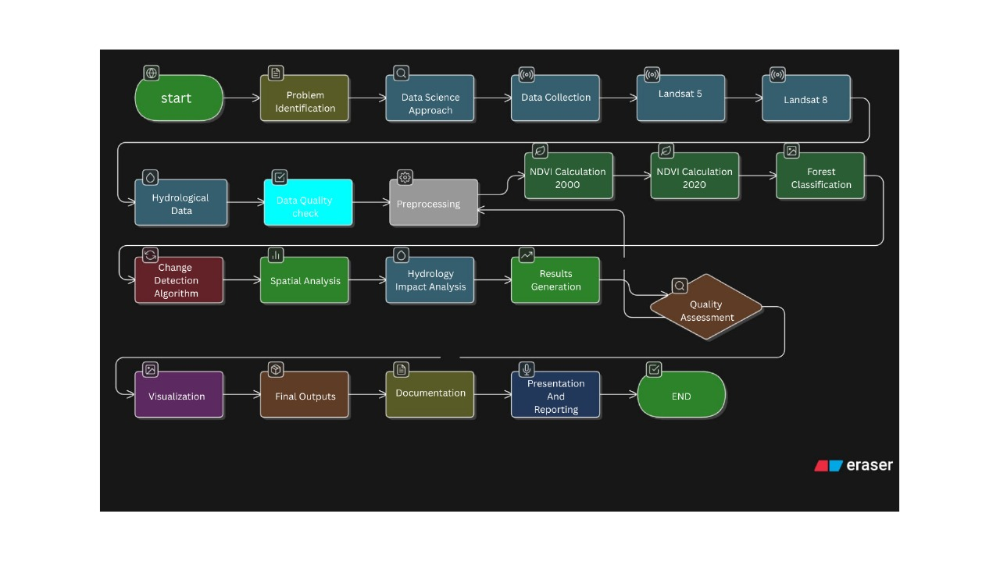 start
Problem
Identification
Data Science
Approach
Data Collection
Landsat 5
Landsat 8
Hydrological
Data
Data Quality
check
Preprocessing
NDVI Calculation
2000
NDVI Calculation
2020
Forest
Classification
Change
Detection
Algorithm
Spatial Analysis
Hydrology
Impact Analysis
Results
Generation
Quality
Assessment
Visualization
Final Outputs
Documentation
Presentation
And
Reporting
END
eraser